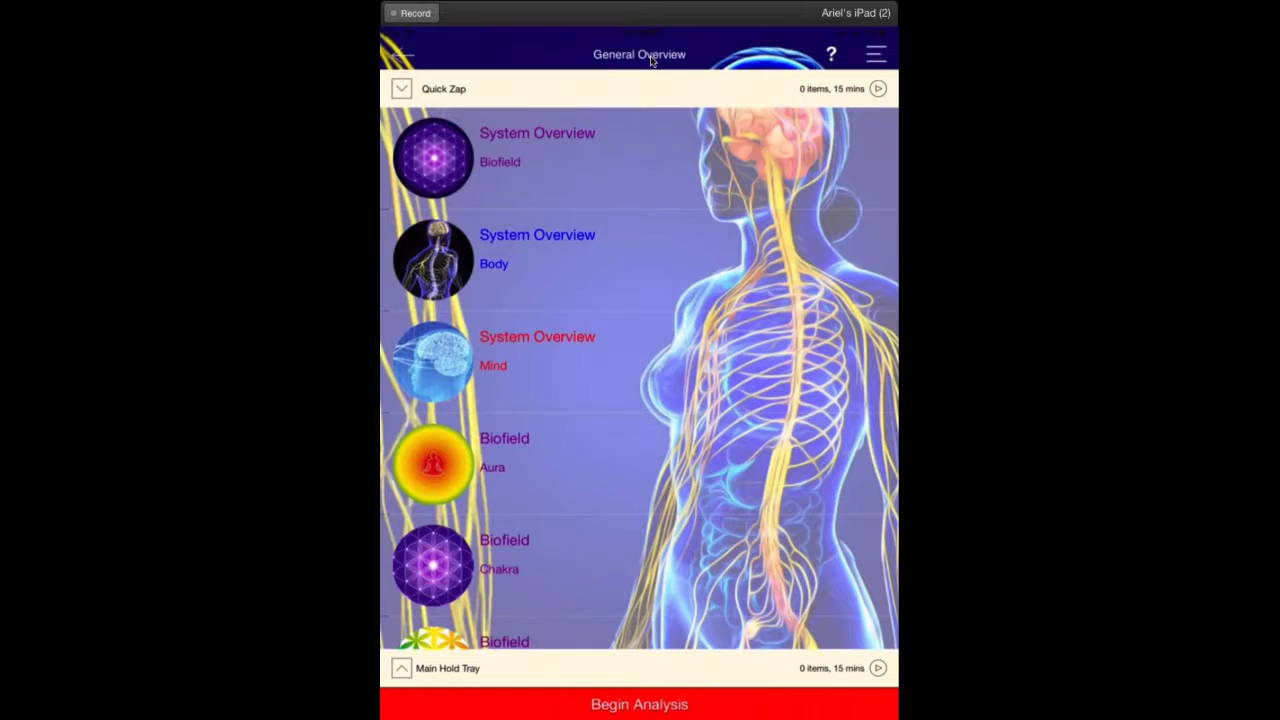 Record
Ariel's iPad (2)
General Overview
?
Quick Zap
0 items, 15 mins
System Overview
Biofield
System Overview
Body
System Overview
Mind
Biofield
Aura
Biofield
Chakra
Biofield
Main Hold Tray
0 items, 15 mins
Begin Analysis